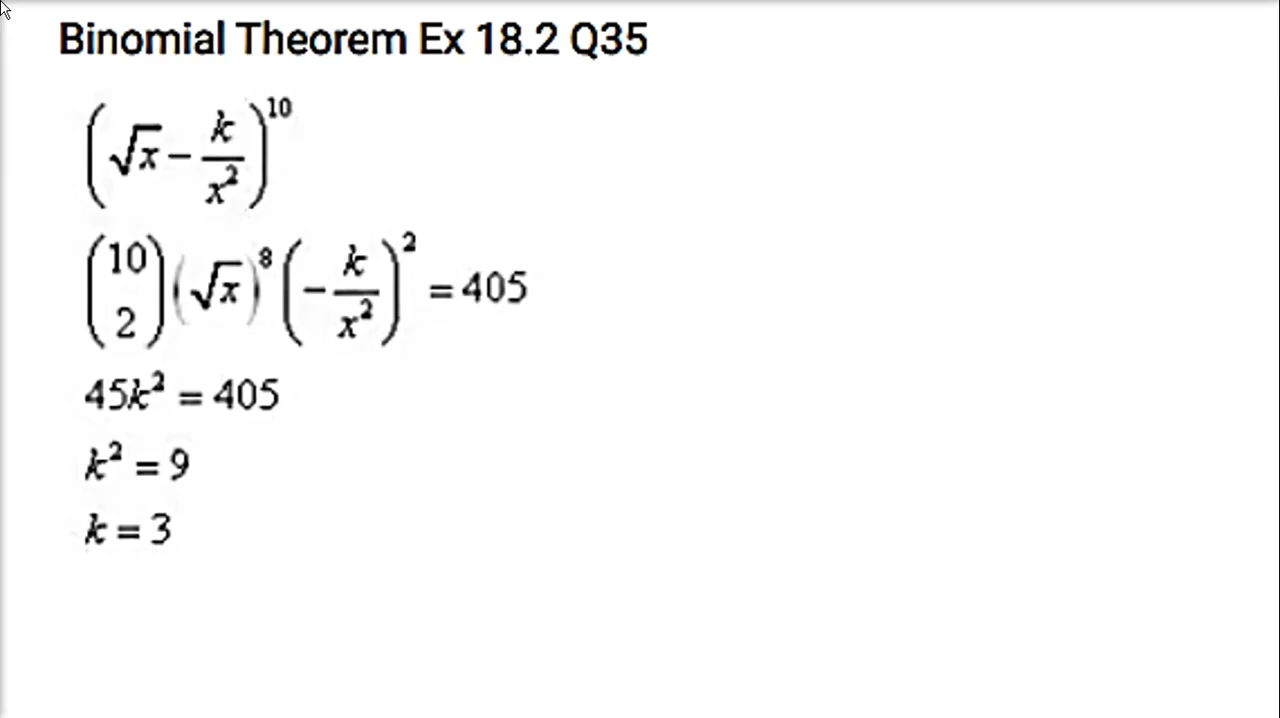 Binomial Theorem Ex 18.2 Q35
(√x − k/x²)¹⁰
(10 2)(√x)⁸(−k/x²)² = 405
45k² = 405
k² = 9
k = 3